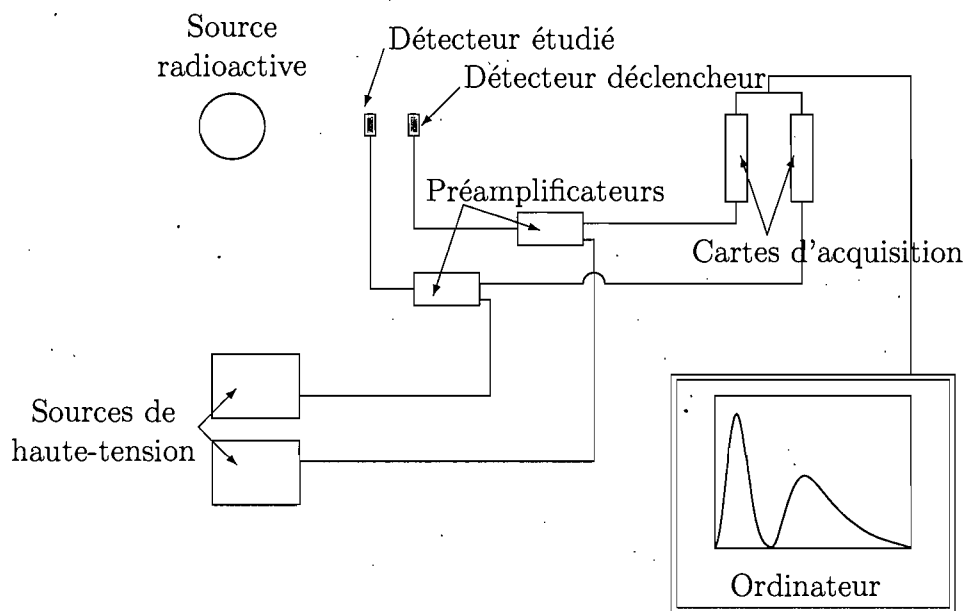 Source
radioactive
Détecteur étudié
Détecteur déclencheur
Préamplificateurs
Cartes d'acquisition
Sources de
haute-tension
Ordinateur